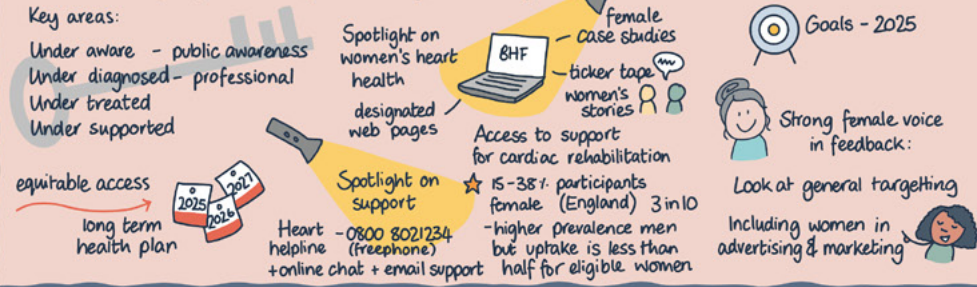 Key areas:
Under aware - public awareness
Under diagnosed - professional
Under treated
Under supported
equitable access
long term
health plan
2025
2026
2027
Spotlight on
women's heart
health
designated
web pages
BHF
female
case studies
ticker tape
women's
stories
Spotlight on
support
Heart
helpline
- 0800 8021234
(freephone)
+ online chat + email support
Access to support
for cardiac rehabilitation
15-38% participants
female (England) 3 in 10
- higher prevalence men
but uptake is less than
half for eligible women
Goals - 2025
Strong female voice
in feedback:
Look at general targetting
Including women in
advertising & marketing